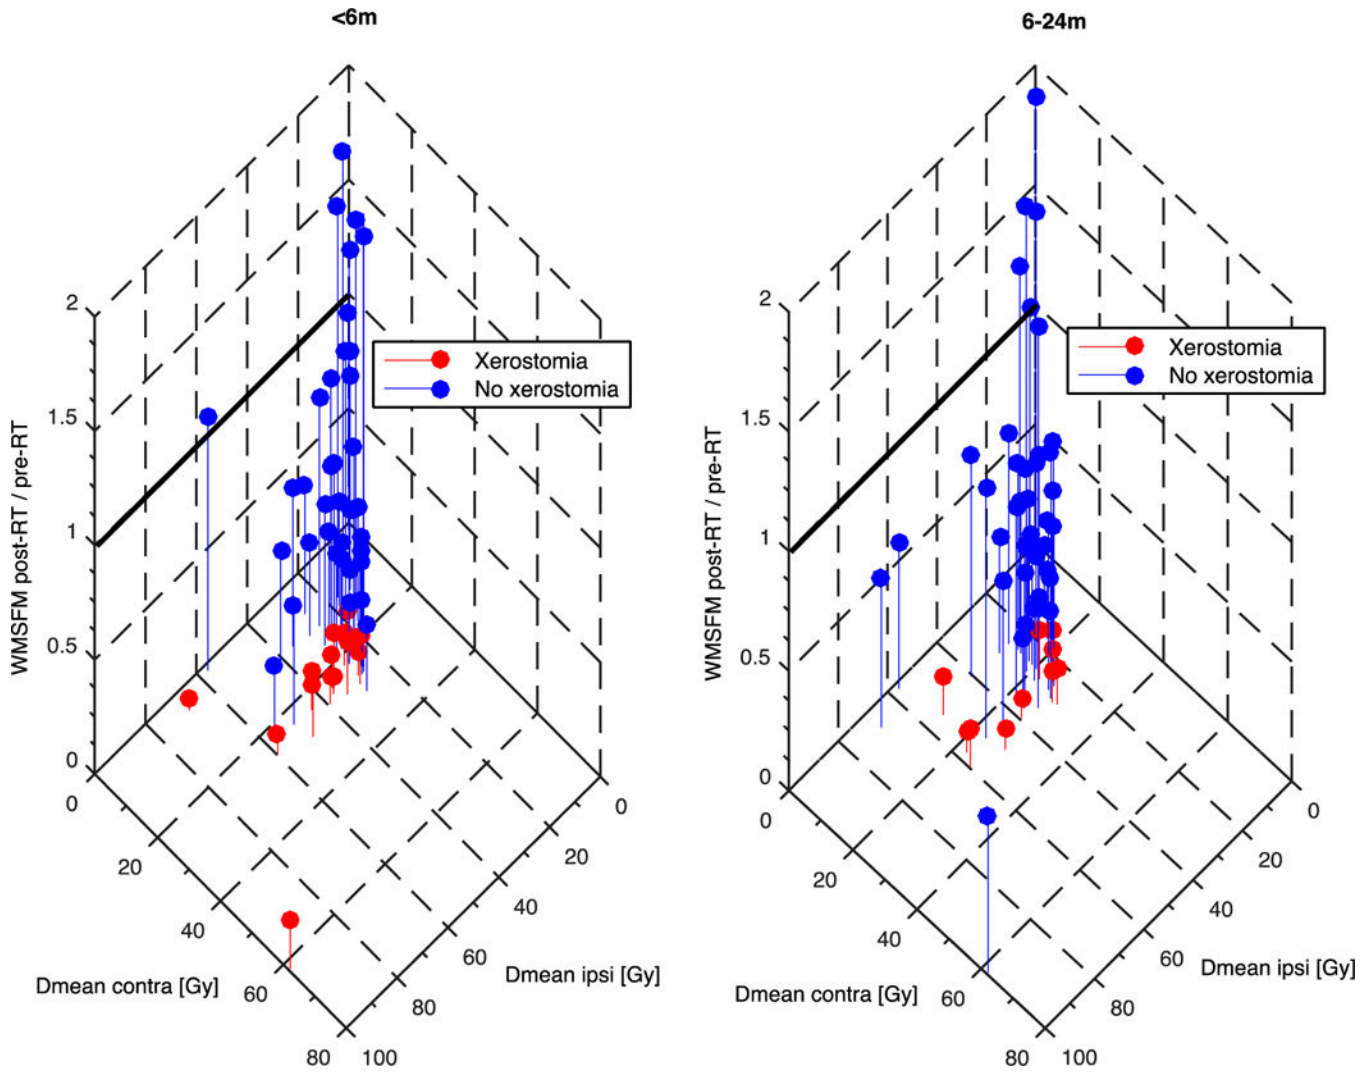 <6m
2
1.5
1
0.5
0
WMSFM post-RT / pre-RT
Xerostomia
No xerostomia
0
20
40
60
80
Dmean contra [Gy]
0
20
40
60
80
100
Dmean ipsi [Gy]
6-24m
2
1.5
1
0.5
0
WMSFM post-RT / pre-RT
Xerostomia
No xerostomia
0
20
40
60
80
Dmean contra [Gy]
0
20
40
60
80
100
Dmean ipsi [Gy]